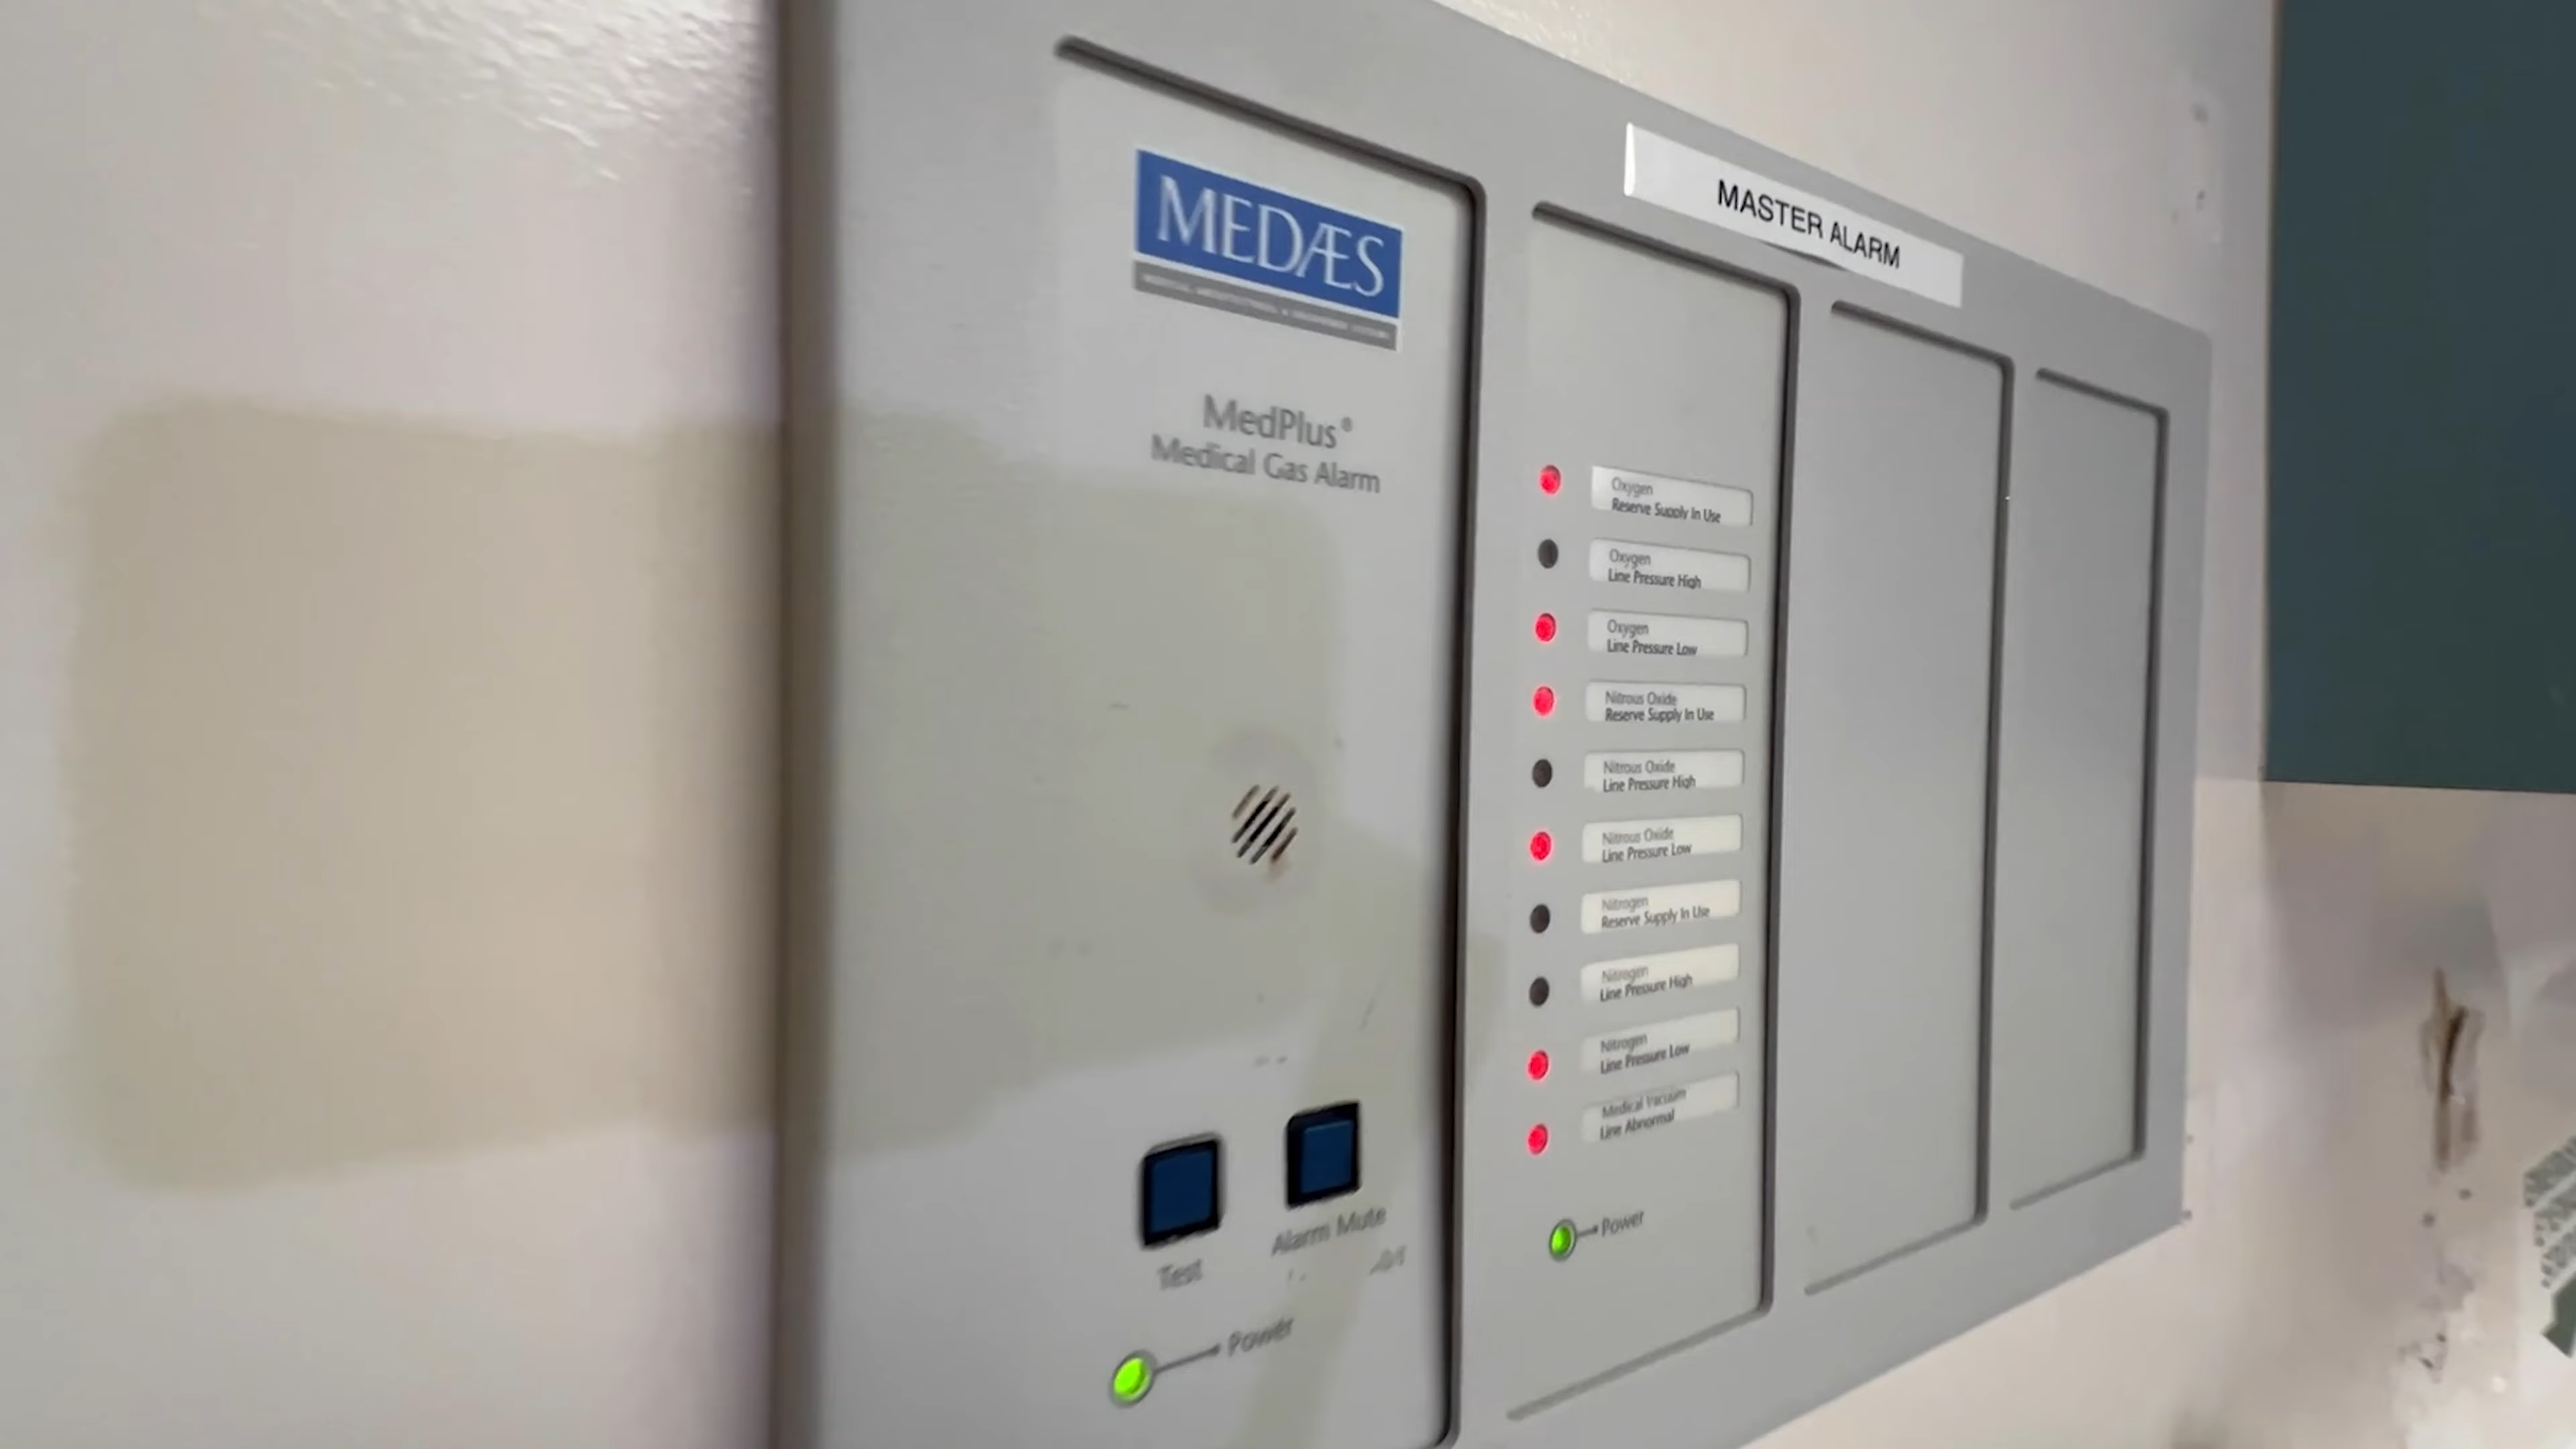 MEDÆS
MedPlus®
Medical Gas Alarm
Test
Alarm Mute
Power
MASTER ALARM
Oxygen
Reserve Supply In Use
Oxygen
Line Pressure High
Oxygen
Line Pressure Low
Nitrous Oxide
Reserve Supply In Use
Nitrous Oxide
Line Pressure High
Nitrous Oxide
Line Pressure Low
Nitrogen
Reserve Supply In Use
Nitrogen
Line Pressure High
Nitrogen
Line Pressure Low
Medical Vacuum
Line Abnormal
Power